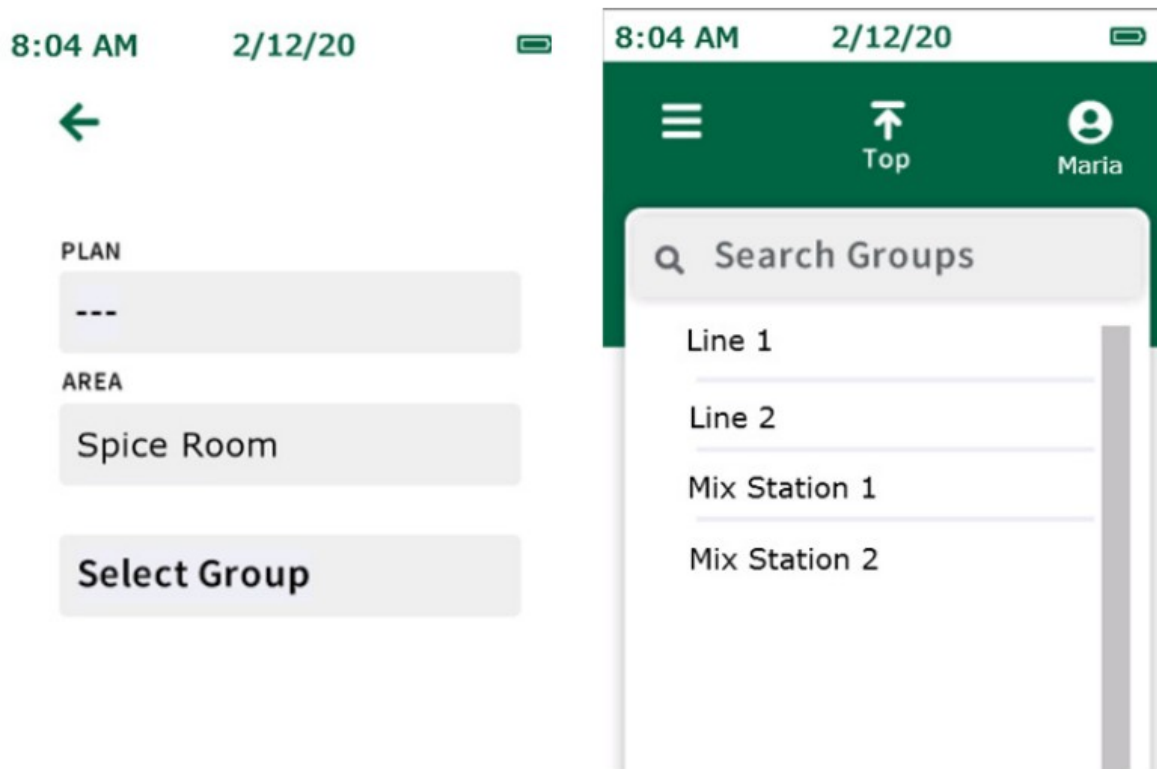 8:04 AM 2/12/20
PLAN
---
AREA
Spice Room
Select Group
8:04 AM 2/12/20
Top
Maria
Search Groups
Line 1
Line 2
Mix Station 1
Mix Station 2